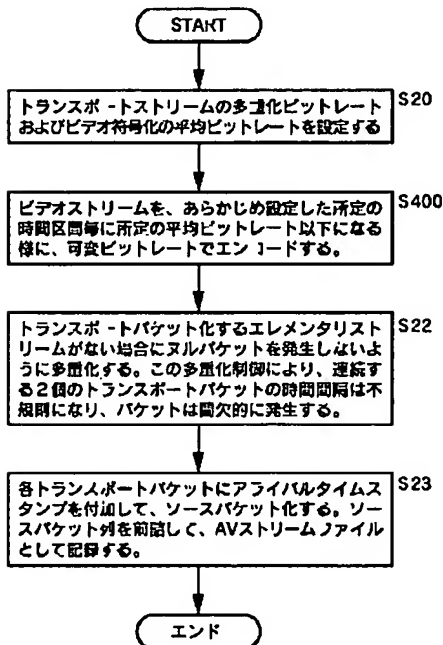 START
S20
トランスポートストリームの多重化ビットレート
およびビデオ符号化の平均ビットレートを設定する
S400
ビデオストリームを、あらかじめ設定した所定の
時間区間毎に所定の平均ビットレート以下になる
様に、可変ビットレートでエンコードする。
S22
トランスポートパケット化するエレメンタリスト
リームがない場合にヌルパケットを発生しないよ
うに多重化する。この多重化制御により、連続す
る2個のトランスポートパケットの時間間隔は不
規則になり、パケットは間欠的に発生する。
S23
各トランスポートパケットにアライバルタイムス
タンプを付加して、ソースパケット化する。ソー
スパケット列を前詰して、AVストリームファイル
として記録する。
エンド